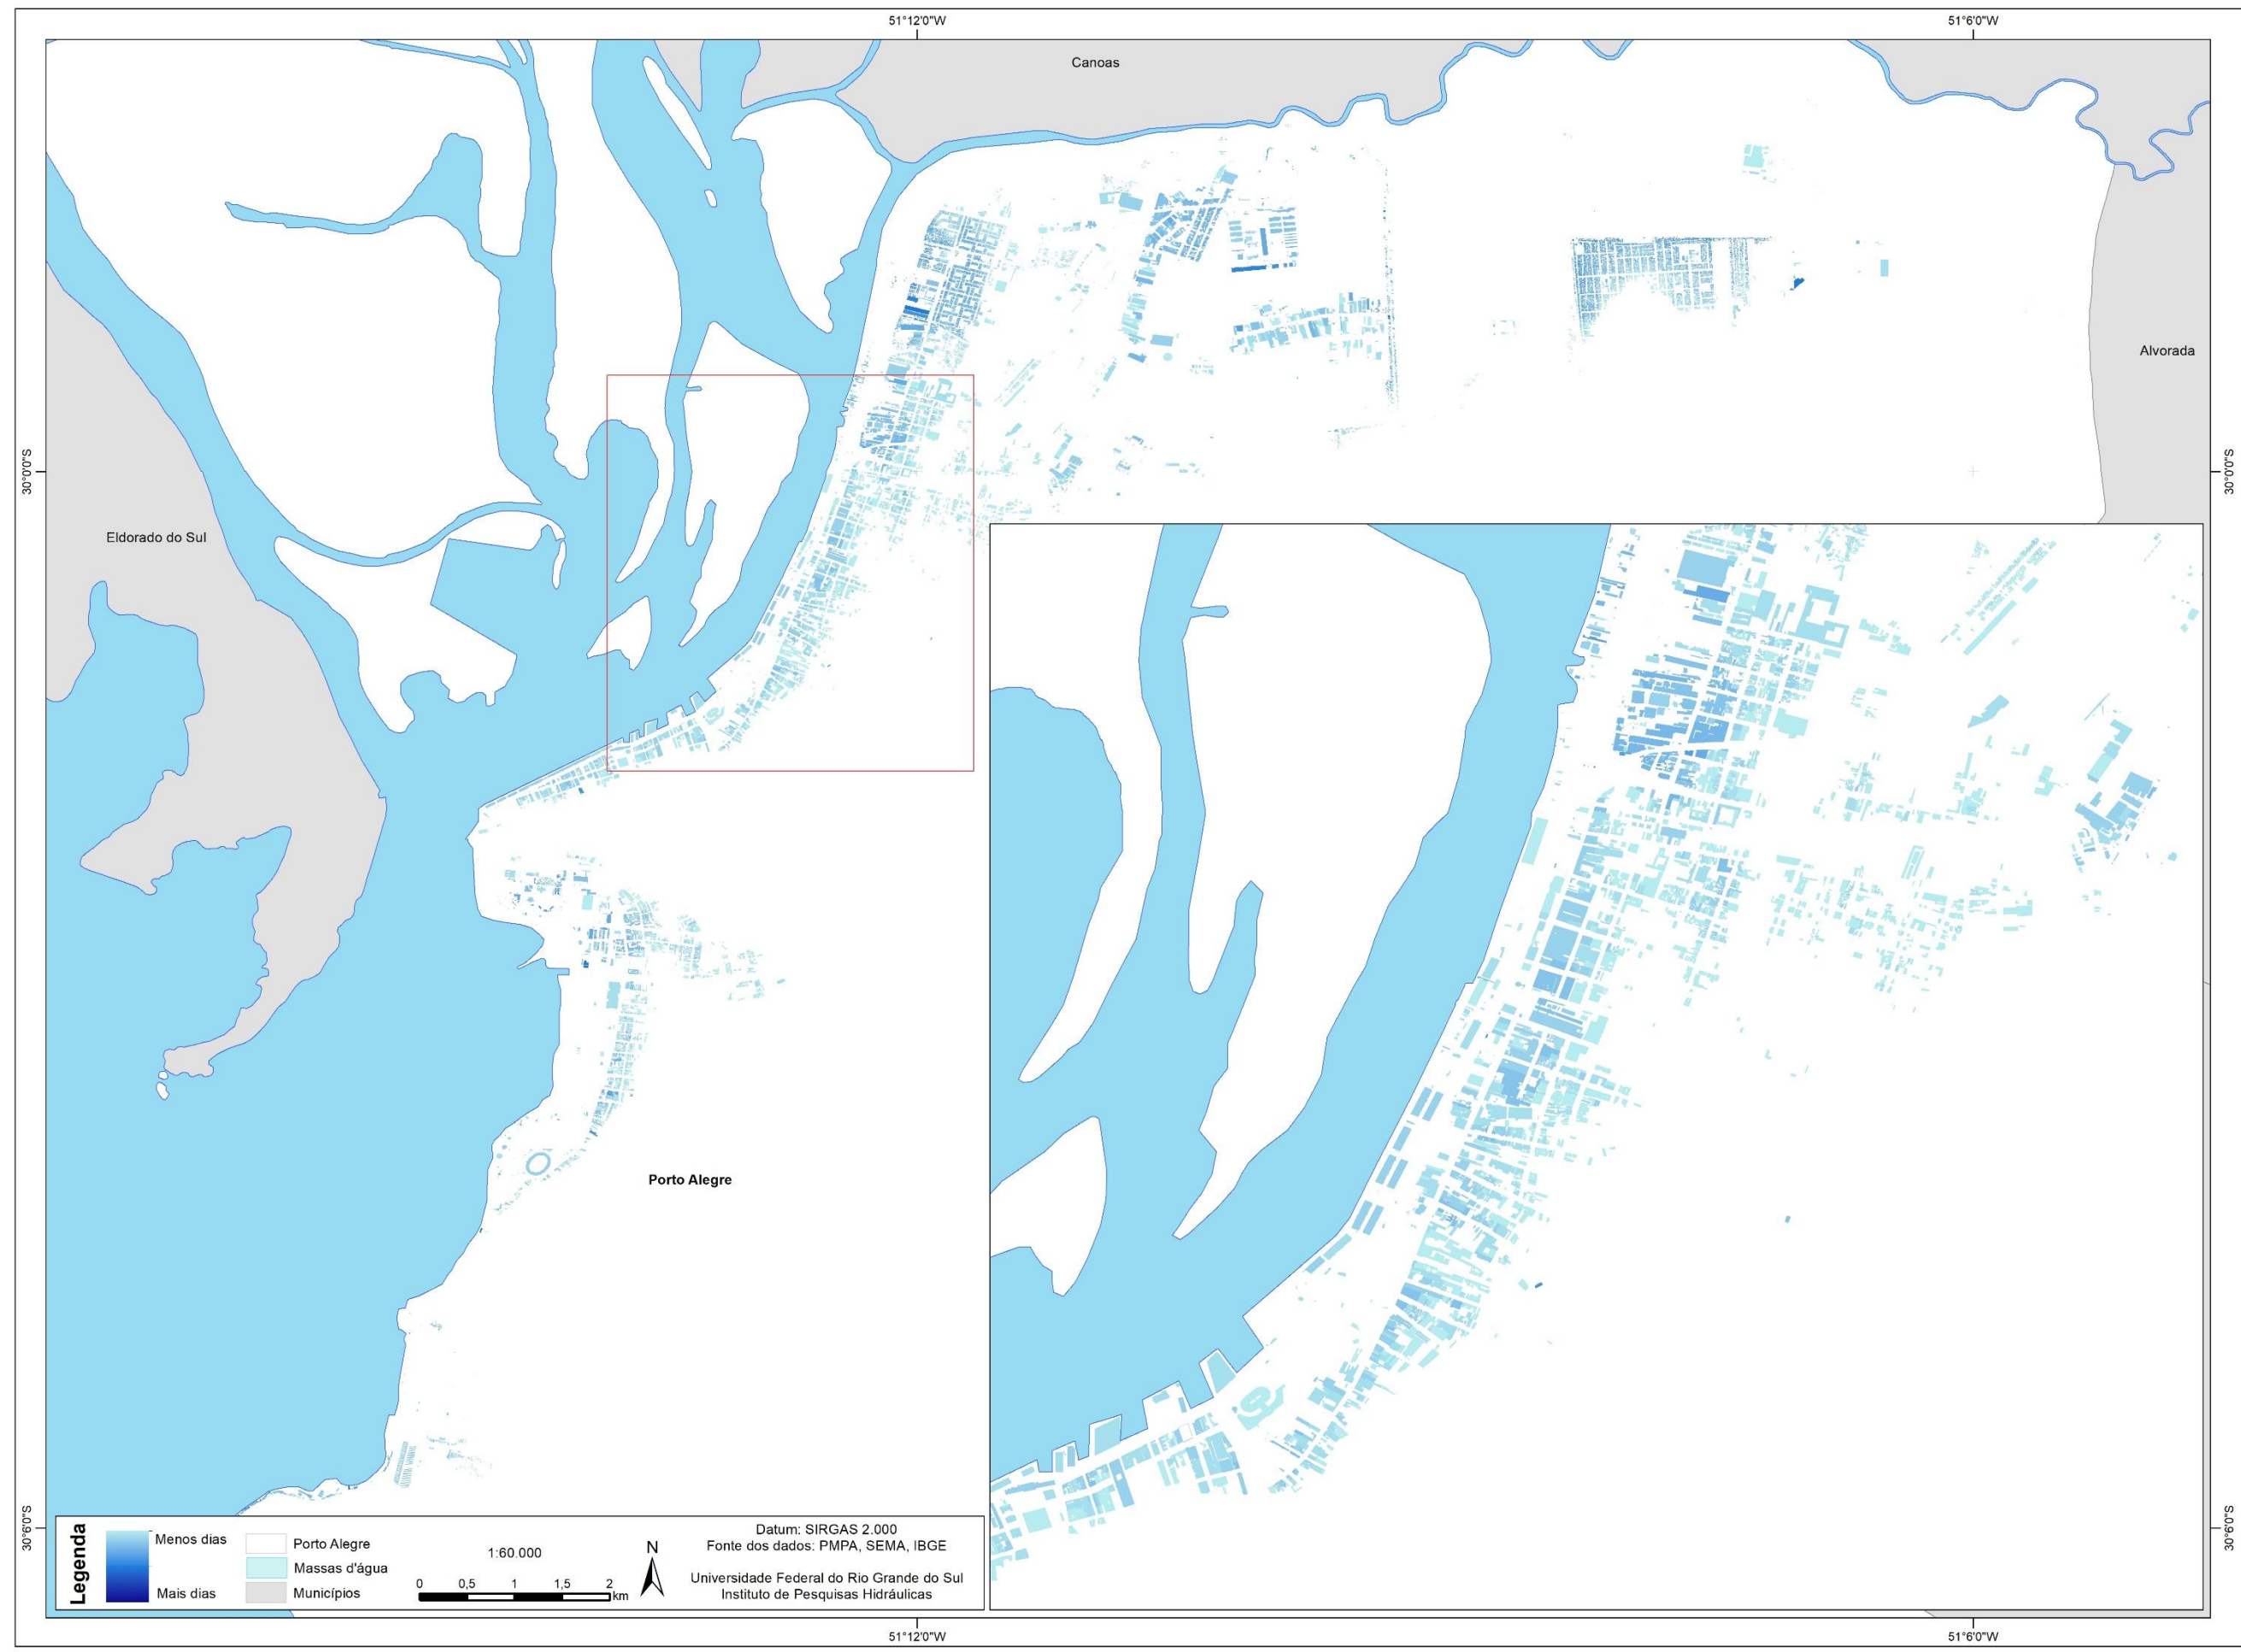 51°12'0"W
51°6'0"W
Canoas
Alvorada
30°0'0"S
30°0'0"S
Eldorado do Sul
Porto Alegre
30°6'0"S
30°6'0"S
Legenda
Menos dias
Mais dias
Porto Alegre
Massas d'água
Municípios
1:60.000
0 0,5 1 1,5 2
km
N
Datum: SIRGAS 2.000
Fonte dos dados: PMPA, SEMA, IBGE
Universidade Federal do Rio Grande do Sul
Instituto de Pesquisas Hidráulicas
51°12'0"W
51°6'0"W